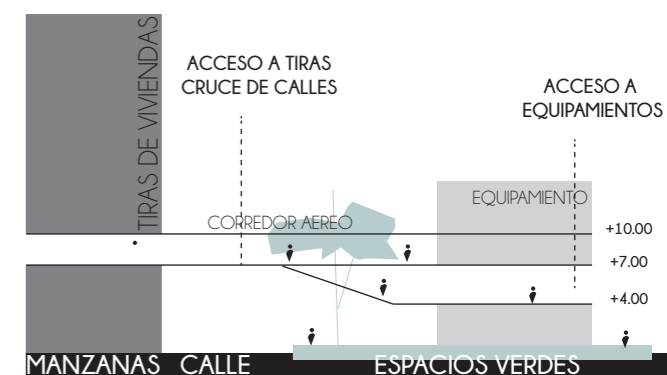 TIRAS DE VIVIENDAS
ACCESO A TIRAS
CRUCE DE CALLES
ACCESO A
EQUIPAMIENTOS
EQUIPAMIENTO
CORREDOR AEREO
+10.00
+7.00
+4.00
MANZANAS CALLE ESPACIOS VERDES